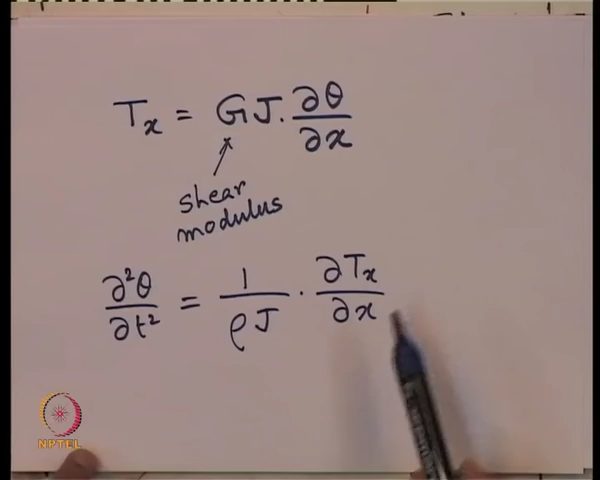 Tₓ = GJ. ∂θ/∂x
shear
modulus
∂²θ/∂t² = 1/ρJ · ∂Tₓ/∂x
NPTEL